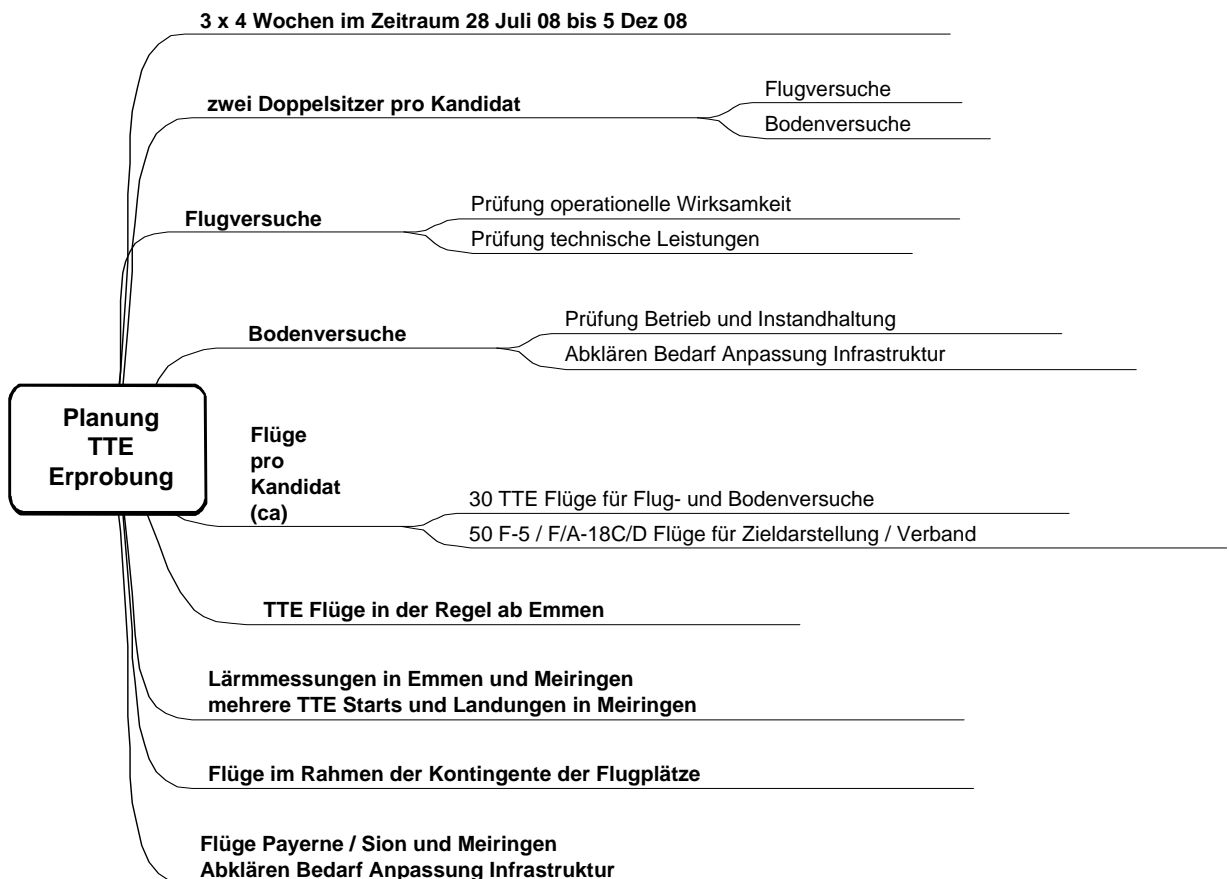 3 x 4 Wochen im Zeitraum 28 Juli 08 bis 5 Dez 08
zwei Doppelsitzer pro Kandidat
Flugversuche
Bodenversuche
Flugversuche
Prüfung operationelle Wirksamkeit
Prüfung technische Leistungen
Bodenversuche
Prüfung Betrieb und Instandhaltung
Abklären Bedarf Anpassung Infrastruktur
Planung
TTE
Erprobung
Flüge
pro
Kandidat
(ca)
30 TTE Flüge für Flug- und Bodenversuche
50 F-5 / F/A-18C/D Flüge für Zieldarstellung / Verband
TTE Flüge in der Regel ab Emmen
Lärmmessungen in Emmen und Meiringen
mehrere TTE Starts und Landungen in Meiringen
Flüge im Rahmen der Kontingente der Flugplätze
Flüge Payerne / Sion und Meiringen
Abklären Bedarf Anpassung Infrastruktur